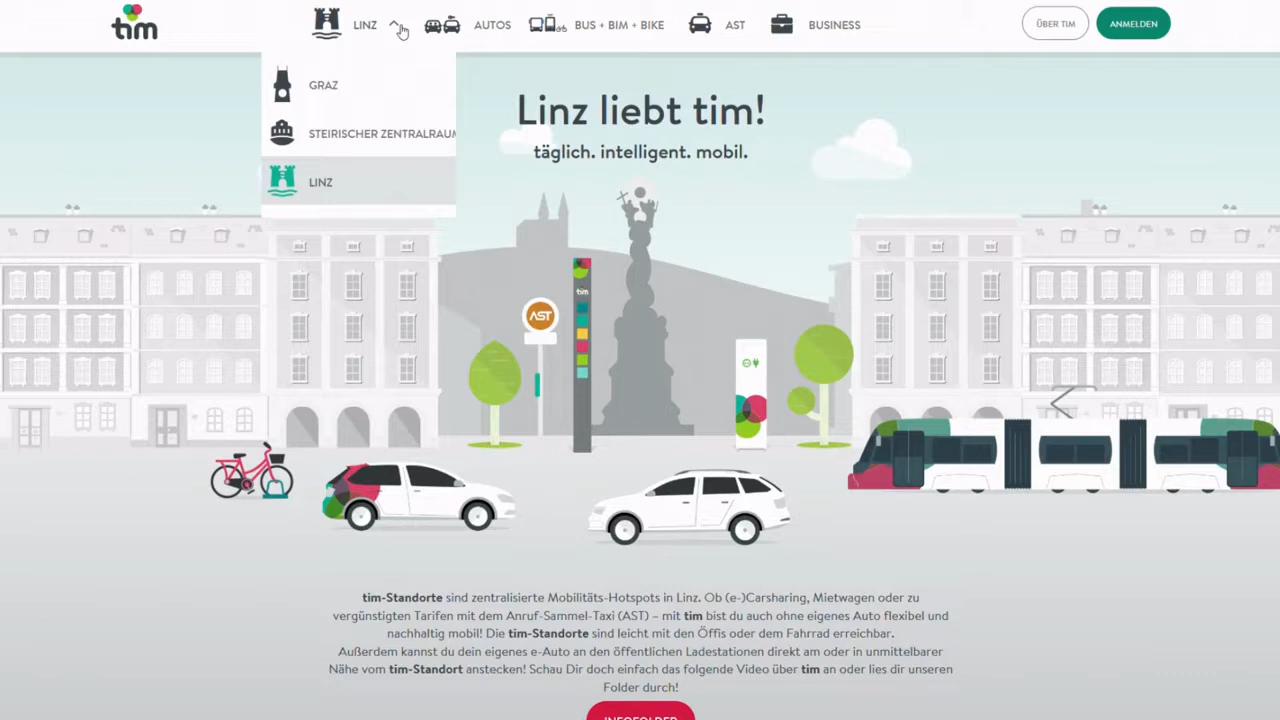 tim
LINZ
AUTOS
BUS + BIM + BIKE
AST
BUSINESS
ÜBER TIM
ANMELDEN
GRAZ
STEIRISCHER ZENTRALRAUM
LINZ
Linz liebt tim!
täglich. intelligent. mobil.
AST
tim
tim-Standorte sind zentralisierte Mobilitäts-Hotspots in Linz. Ob (e-)Carsharing, Mietwagen oder zu
vergünstigten Tarifen mit dem Anruf-Sammel-Taxi (AST) – mit tim bist du auch ohne eigenes Auto flexibel und
nachhaltig mobil! Die tim-Standorte sind leicht mit den Öffis oder dem Fahrrad erreichbar.
Außerdem kannst du dein eigenes e-Auto an den öffentlichen Ladestationen direkt am oder in unmittelbarer
Nähe vom tim-Standort anstecken! Schau Dir doch einfach das folgende Video über tim an oder lies dir unseren
Folder durch!
INFOFOLDER